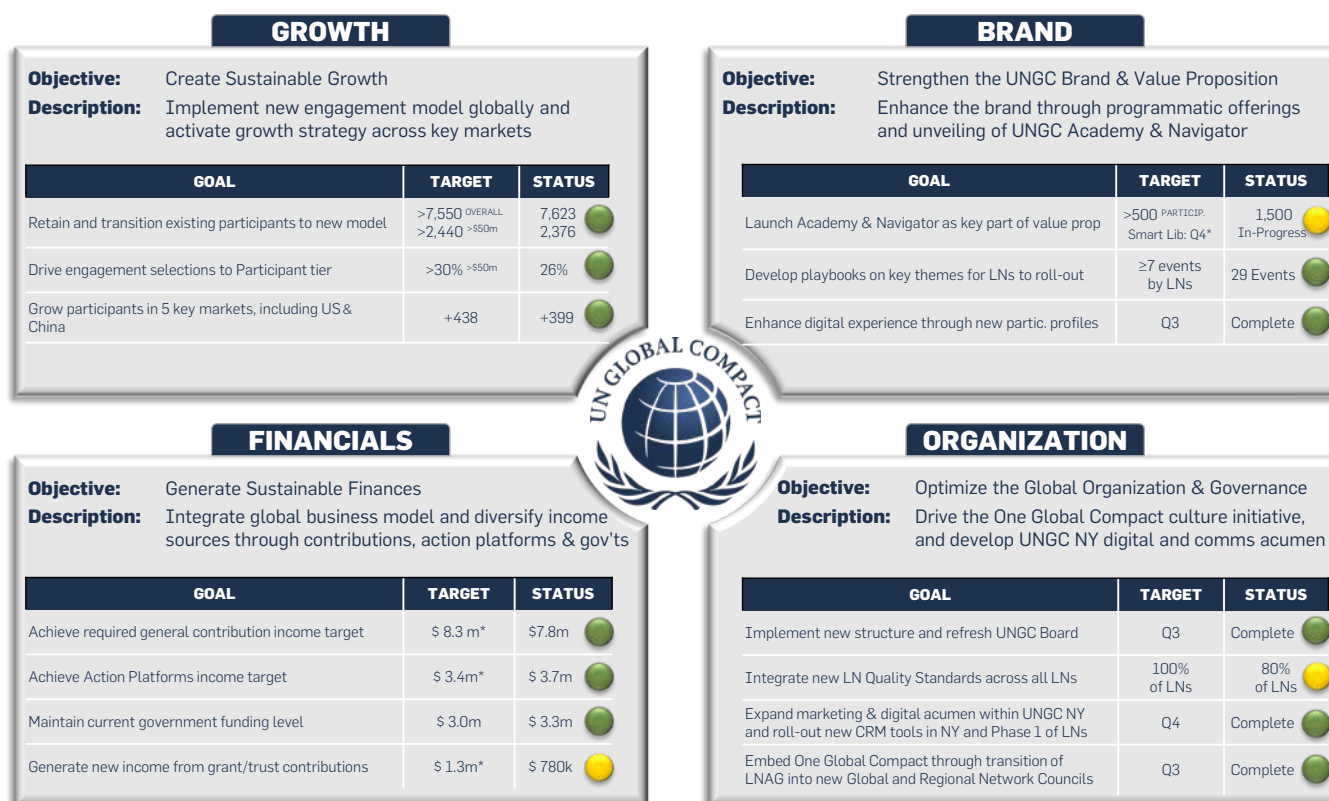 GROWTH
Objective: Create Sustainable Growth
Description: Implement new engagement model globally and
activate growth strategy across key markets
GOAL TARGET STATUS
Retain and transition existing participants to new model >7,550 OVERALL 7,623
>2,440 >$50m 2,376
Drive engagement selections to Participant tier >30% >$50m 26%
Grow participants in 5 key markets, including US &
China +438 +399
BRAND
Objective: Strengthen the UNGC Brand & Value Proposition
Description: Enhance the brand through programmatic offerings
and unveiling of UNGC Academy & Navigator
GOAL TARGET STATUS
Launch Academy & Navigator as key part of value prop >500 PARTICIP. 1,500
Smart Lib: Q4* In-Progress
Develop playbooks on key themes for LNs to roll-out ≥7 events
by LNs 29 Events
Enhance digital experience through new partic. profiles Q3 Complete
UN GLOBAL COMPACT
FINANCIALS
Objective: Generate Sustainable Finances
Description: Integrate global business model and diversify income
sources through contributions, action platforms & gov'ts
GOAL TARGET STATUS
Achieve required general contribution income target $ 8.3 m* $7.8m
Achieve Action Platforms income target $ 3.4m* $ 3.7m
Maintain current government funding level $ 3.0m $ 3.3m
Generate new income from grant/trust contributions $ 1.3m* $ 780k
ORGANIZATION
Objective: Optimize the Global Organization & Governance
Description: Drive the One Global Compact culture initiative,
and develop UNGC NY digital and comms acumen
GOAL TARGET STATUS
Implement new structure and refresh UNGC Board Q3 Complete
Integrate new LN Quality Standards across all LNs 100% 80%
of LNs of LNs
Expand marketing & digital acumen within UNGC NY
and roll-out new CRM tools in NY and Phase 1 of LNs Q4 Complete
Embed One Global Compact through transition of
LNAG into new Global and Regional Network Councils Q3 Complete